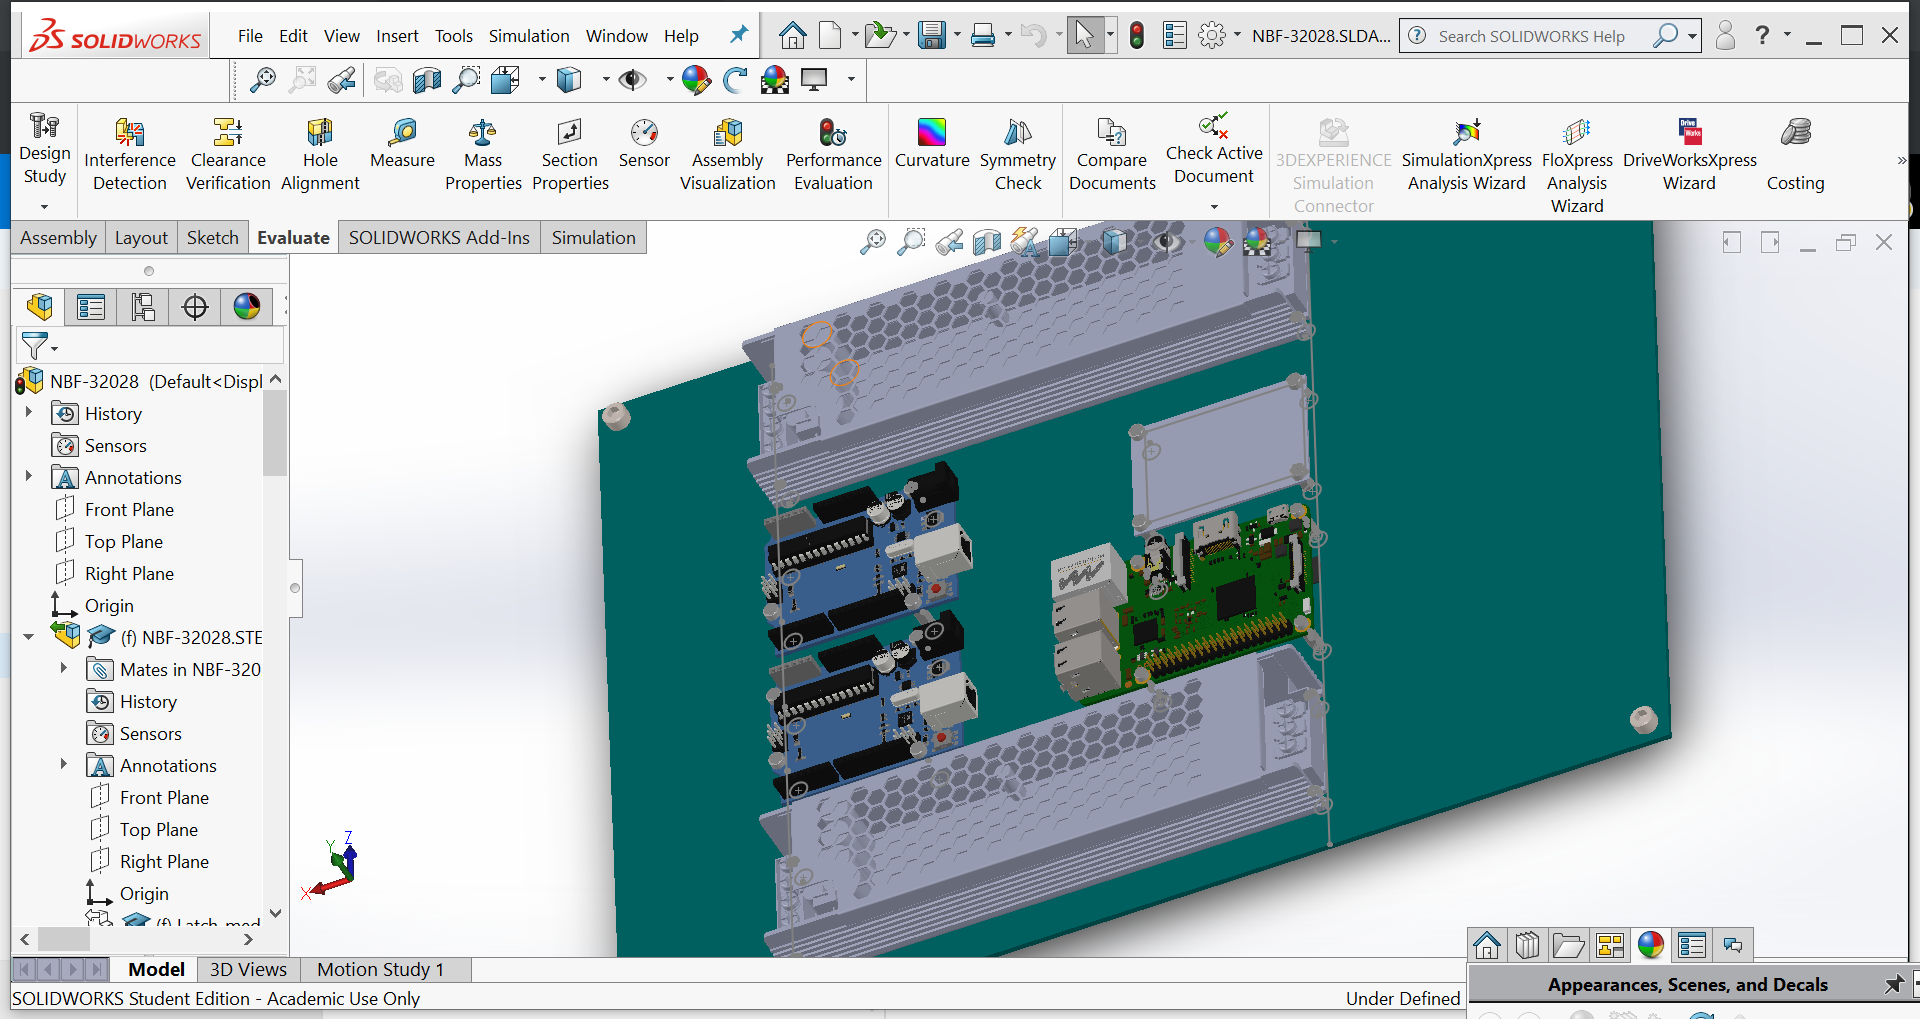 SOLIDWORKS
File Edit View Insert Tools Simulation Window Help
NBF-32028.SLDA...
Search SOLIDWORKS Help
Design Study
Interference Detection
Clearance Verification
Hole Alignment
Measure
Mass Properties
Section Properties
Sensor
Assembly Visualization
Performance Evaluation
Curvature
Symmetry Check
Compare Documents
Check Active Document
3DEXPERIENCE Simulation Connector
SimulationXpress Analysis Wizard
FloXpress Analysis Wizard
DriveWorksXpress Wizard
Costing
Assembly Layout Sketch Evaluate SOLIDWORKS Add-Ins Simulation
NBF-32028 (Default<Displ
History
Sensors
Annotations
Front Plane
Top Plane
Right Plane
Origin
(f) NBF-32028.STE
Mates in NBF-320
History
Sensors
Annotations
Front Plane
Top Plane
Right Plane
Origin
(f) Latch_mod
Z
Y
X
Model 3D Views Motion Study 1
SOLIDWORKS Student Edition - Academic Use Only
Under Defined
Appearances, Scenes, and Decals